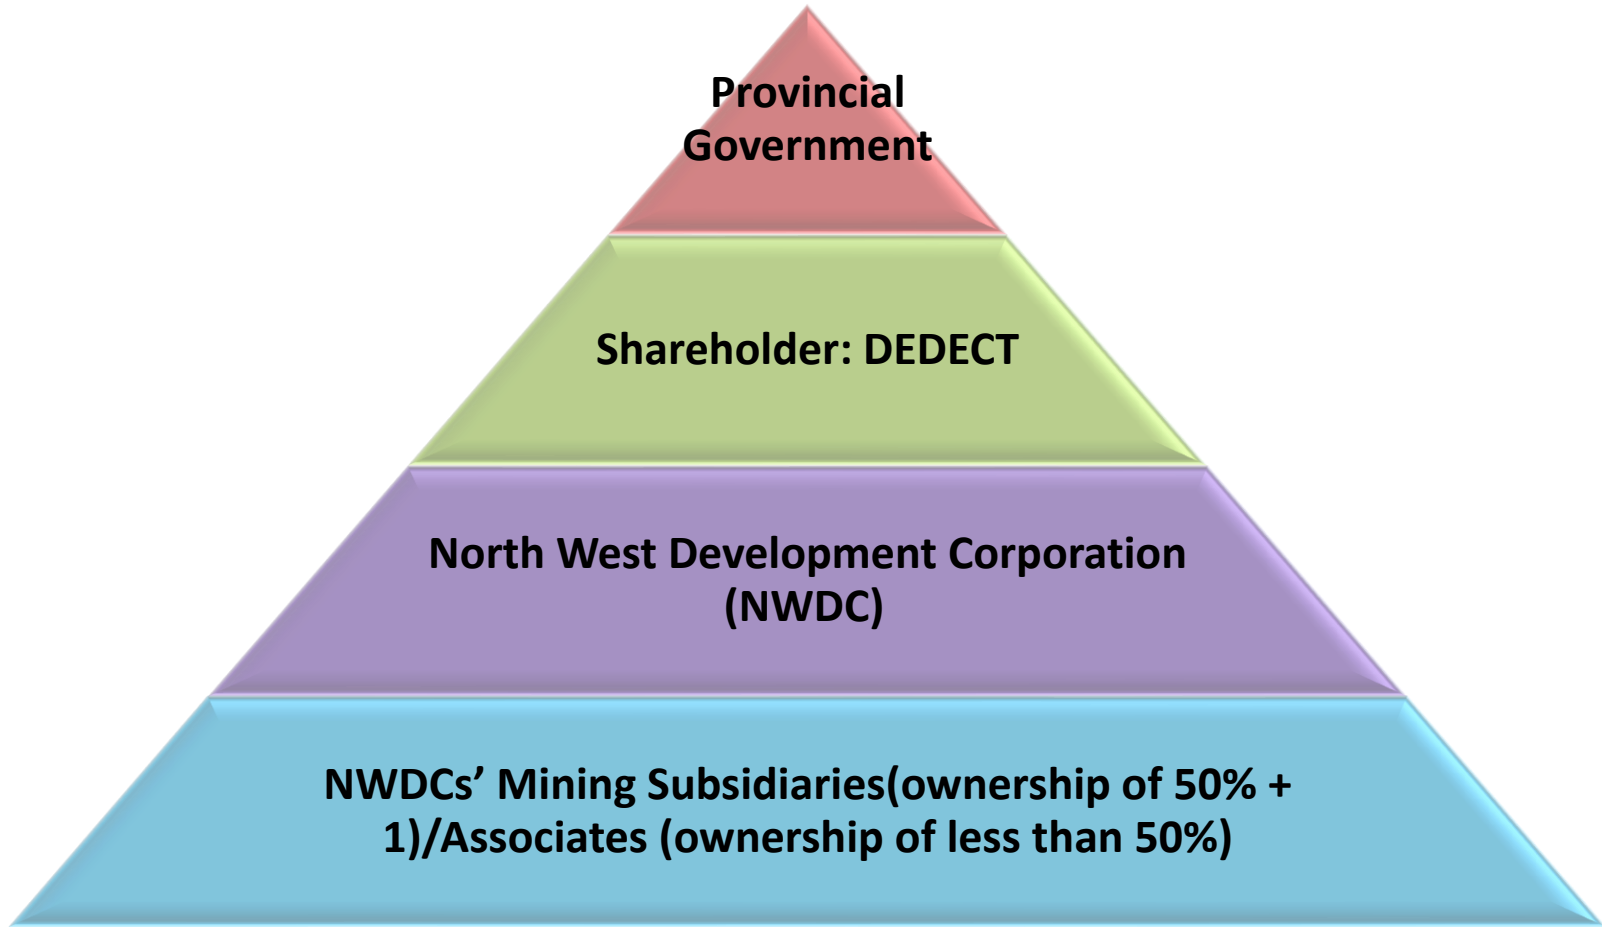 Provincial
Government
Shareholder: DEDECT
North West Development Corporation
(NWDC)
NWDCs’ Mining Subsidiaries(ownership of 50% +
1)/Associates (ownership of less than 50%)